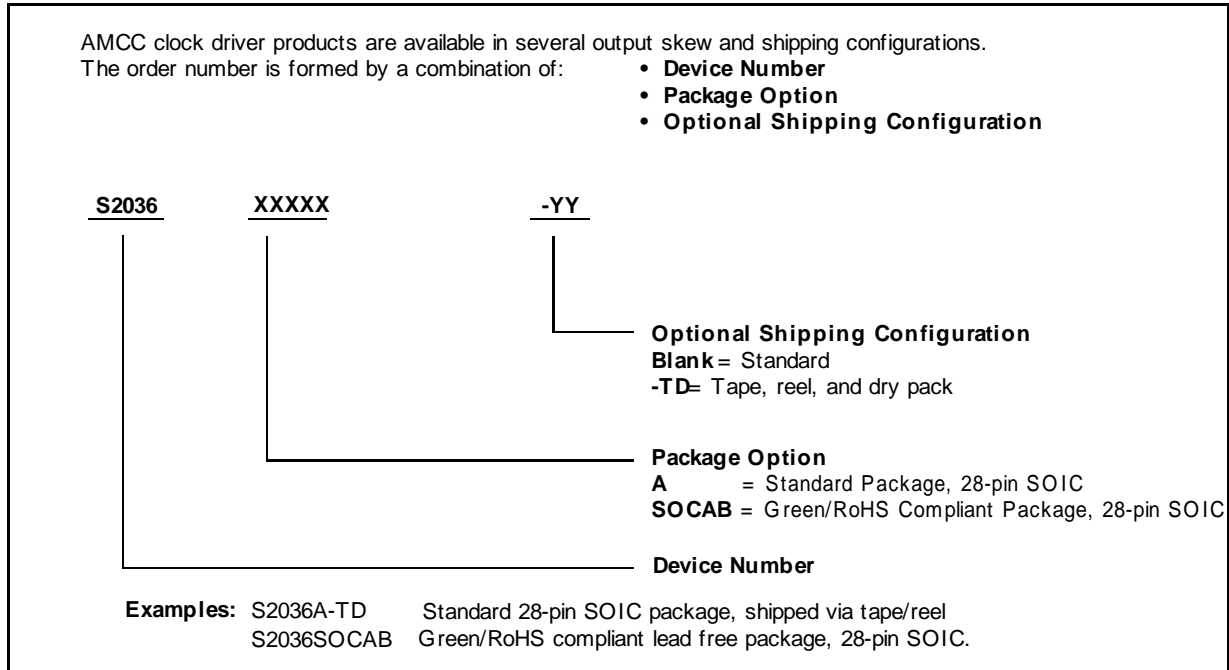 AMCC clock driver products are available in several output skew and shipping configurations.
The order number is formed by a combination of:
• Device Number
• Package Option
• Optional Shipping Configuration
S2036 XXXXX -YY
Optional Shipping Configuration
Blank = Standard
-TD= Tape, reel, and dry pack
Package Option
A = Standard Package, 28-pin SOIC
SOCAB = Green/RoHS Compliant Package, 28-pin SOIC
Device Number
Examples: S2036A-TD Standard 28-pin SOIC package, shipped via tape/reel
S2036SOCAB Green/RoHS compliant lead free package, 28-pin SOIC.